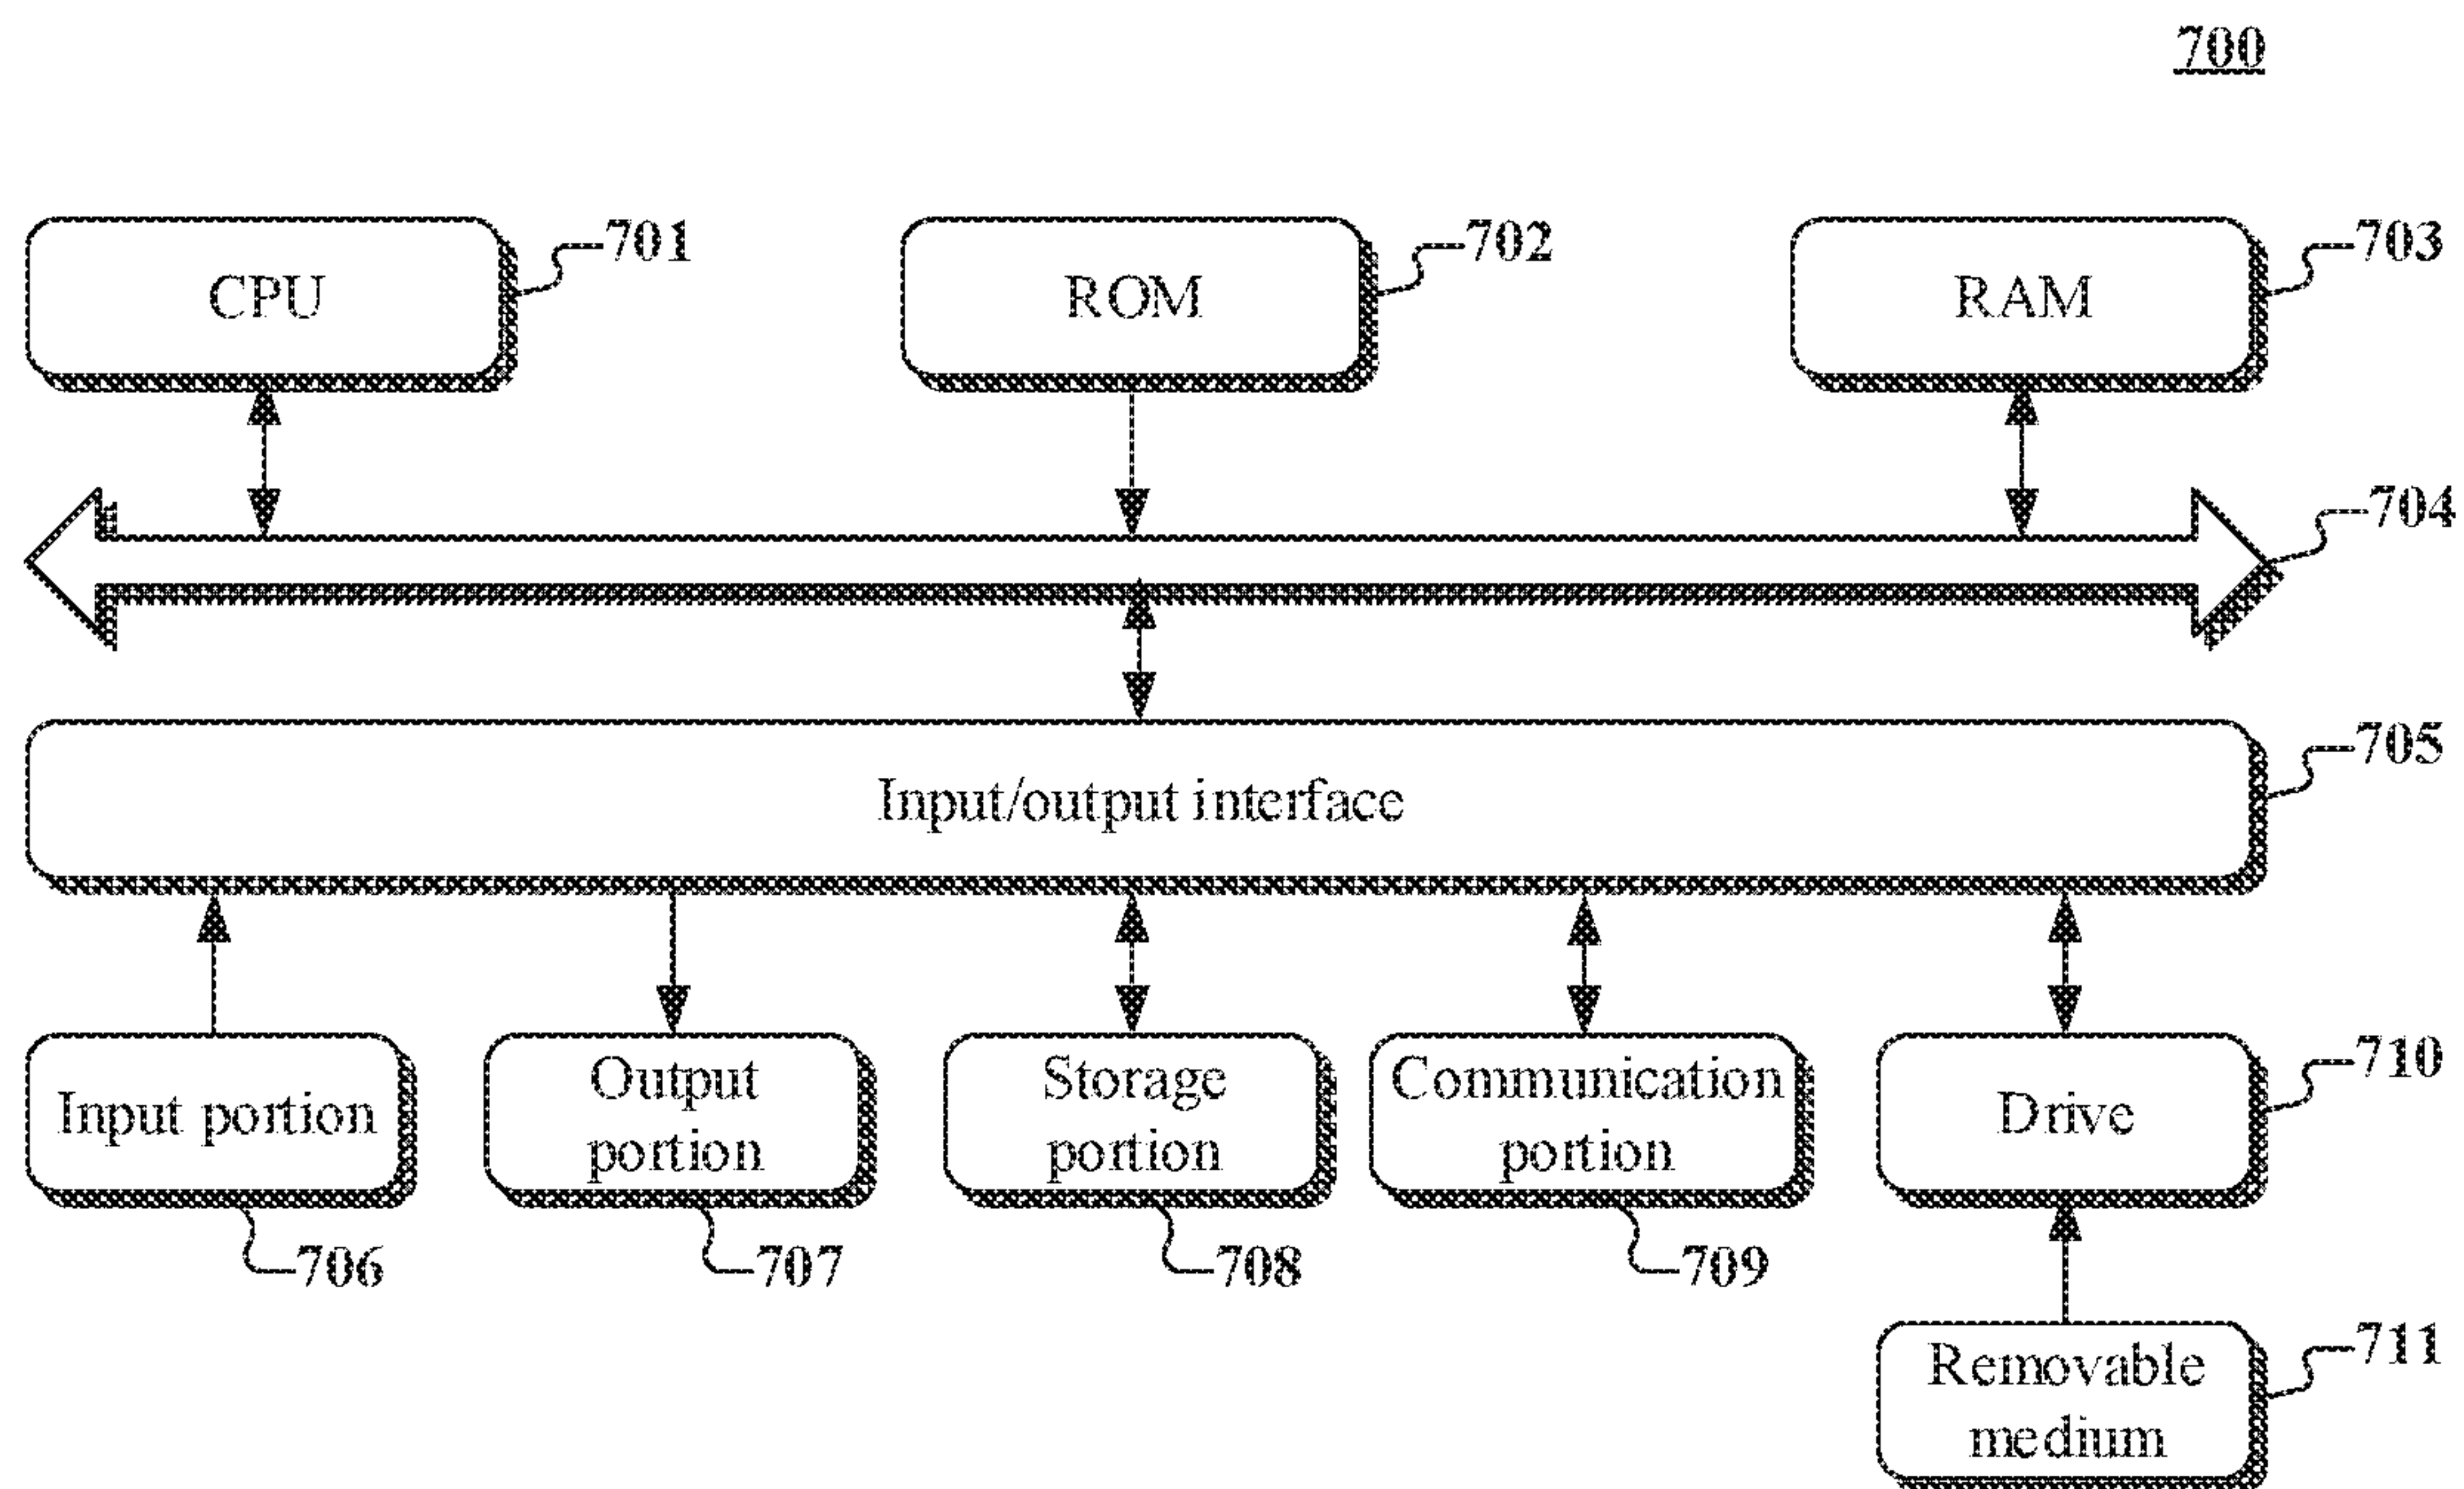 700
CPU
701
ROM
702
RAM
703
704
Input/output interface
705
Input portion
706
Output
portion
707
Storage
portion
708
Communication
portion
709
Drive
710
Removable
medium
711